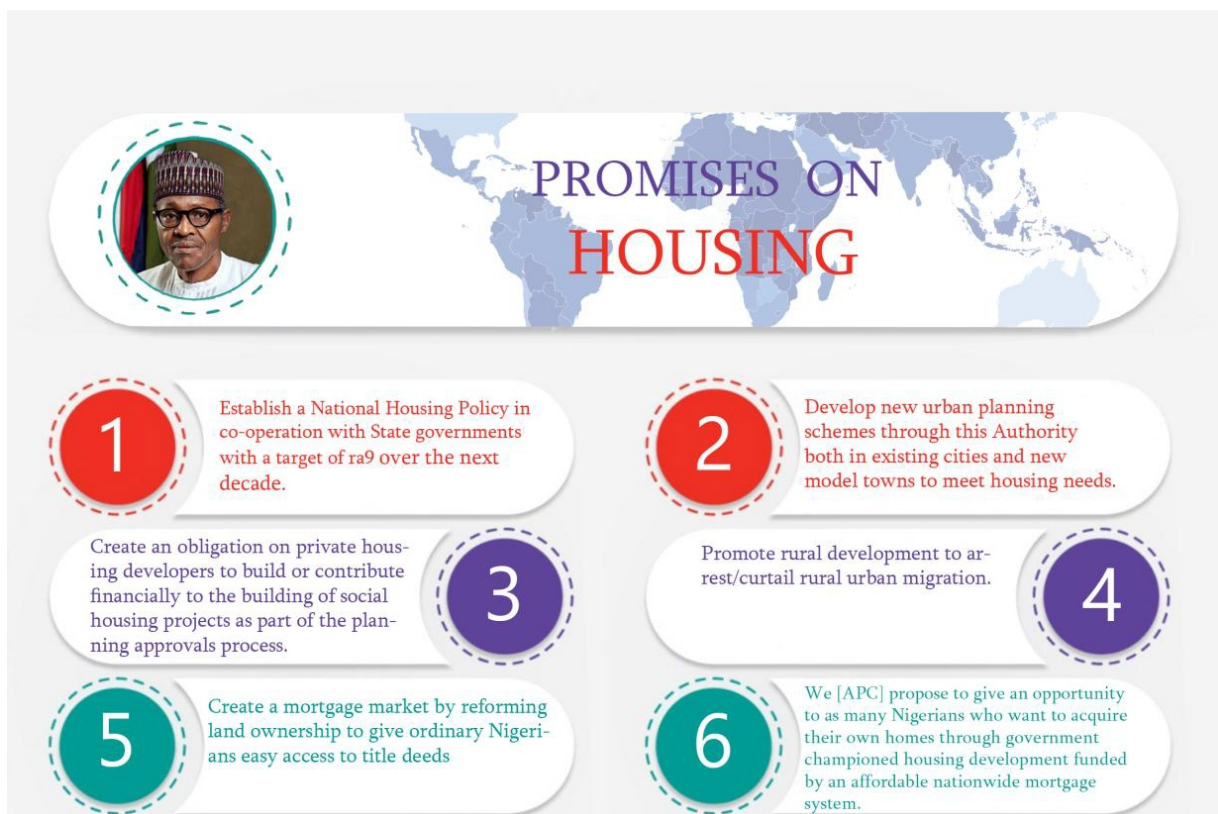 PROMISES ON
HOUSING
1
Establish a National Housing Policy in
co-operation with State governments
with a target of ra9 over the next
decade.
2
Develop new urban planning
schemes through this Authority
both in existing cities and new
model towns to meet housing needs.
Create an obligation on private hous-
ing developers to build or contribute
financially to the building of social
housing projects as part of the plan-
ning approvals process.
3
Promote rural development to ar-
rest/curtail rural urban migration.
4
5
Create a mortgage market by reforming
land ownership to give ordinary Nigeri-
ans easy access to title deeds
6
We [APC] propose to give an opportunity
to as many Nigerians who want to acquire
their own homes through government
championed housing development funded
by an affordable nationwide mortgage
system.